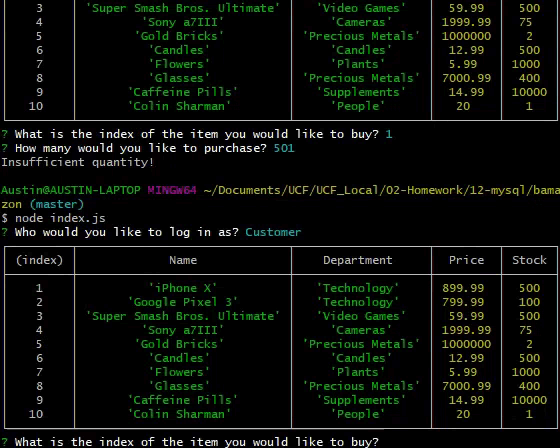 3 'Super Smash Bros. Ultimate' 'Video Games' 59.99 500
4 'Sony a7III' 'Cameras' 1999.99 75
5 'Gold Bricks' 'Precious Metals' 1000000 2
6 'Candles' 'Candles' 12.99 500
7 'Flowers' 'Plants' 5.99 1000
8 'Glasses' 'Precious Metals' 7000.99 400
9 'Caffeine Pills' 'Supplements' 14.99 10000
10 'Colin Sharman' 'People' 20 1
? What is the index of the item you would like to buy? 1
? How many would you like to purchase? 501
Insufficient quantity!
Austin@AUSTIN-LAPTOP MINGW64 ~/Documents/UCF/UCF_Local/02-Homework/12-mysql/bama
zon (master)
$ node index.js
? Who would you like to log in as? Customer
(index) Name Department Price Stock
1 'iPhone X' 'Technology' 899.99 500
2 'Google Pixel 3' 'Technology' 799.99 100
3 'Super Smash Bros. Ultimate' 'Video Games' 59.99 500
4 'Sony a7III' 'Cameras' 1999.99 75
5 'Gold Bricks' 'Precious Metals' 1000000 2
6 'Candles' 'Candles' 12.99 500
7 'Flowers' 'Plants' 5.99 1000
8 'Glasses' 'Precious Metals' 7000.99 400
9 'Caffeine Pills' 'Supplements' 14.99 10000
10 'Colin Sharman' 'People' 20 1
? What is the index of the item you would like to buy?